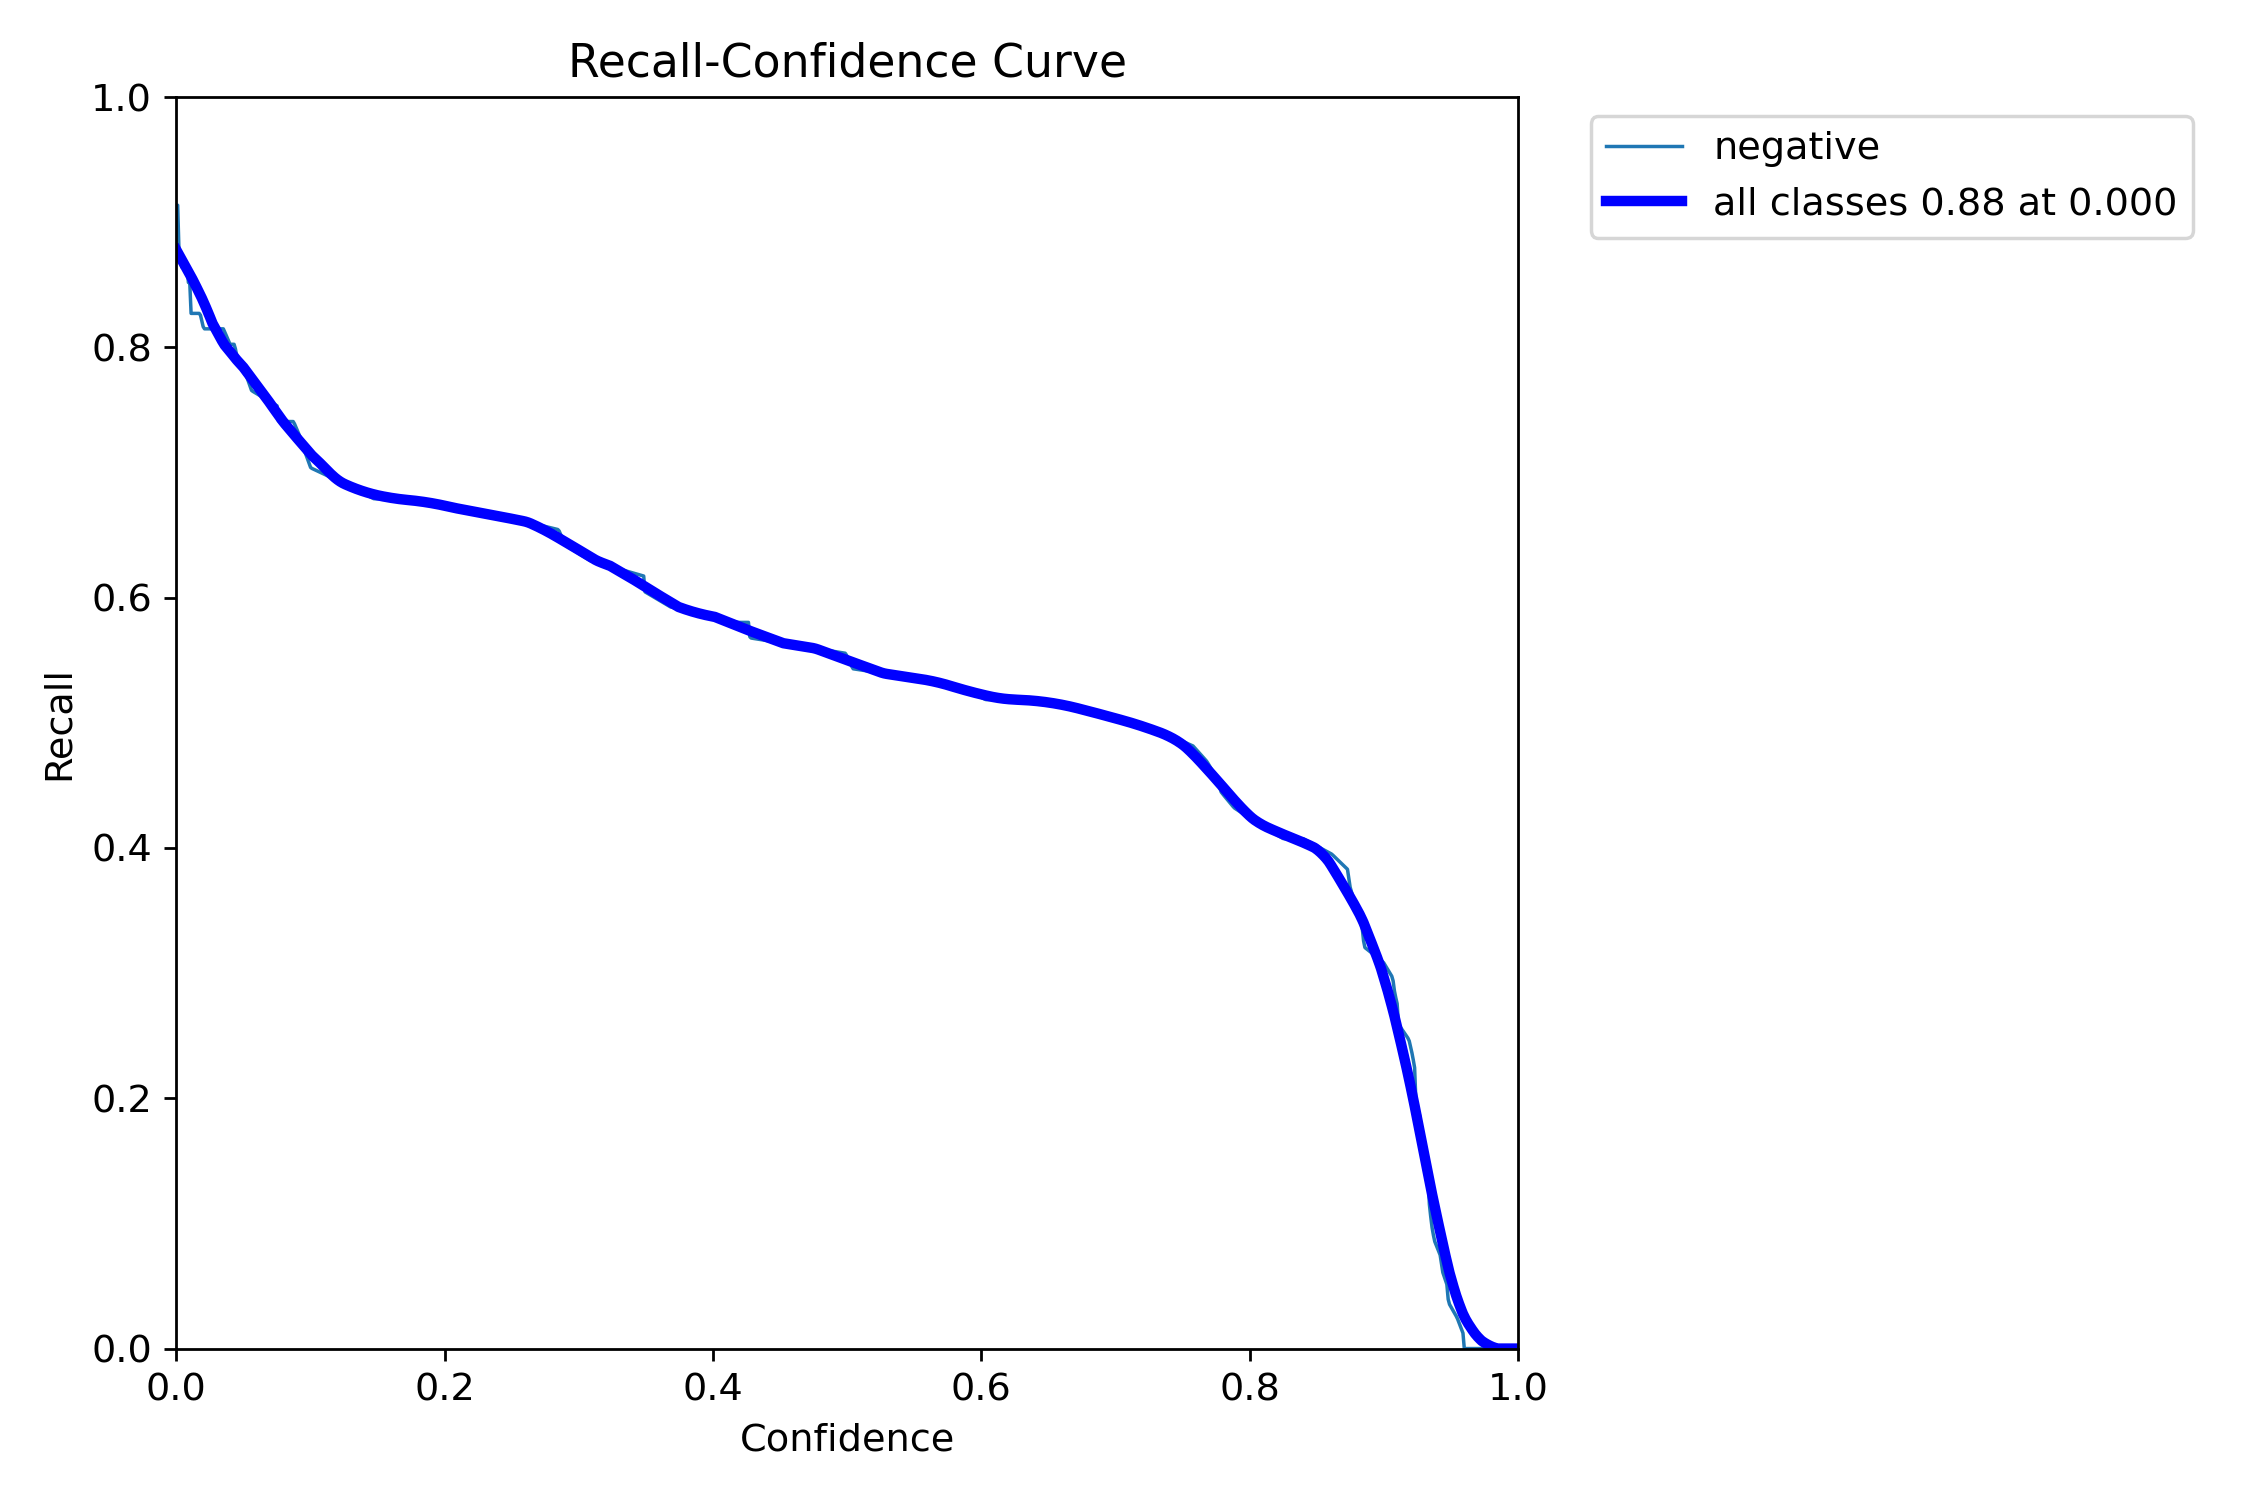 Recall-Confidence Curve
1.0
0.8
0.6
0.4
0.2
0.0
Recall
0.0 0.2 0.4 0.6 0.8 1.0
Confidence
negative
all classes 0.88 at 0.000